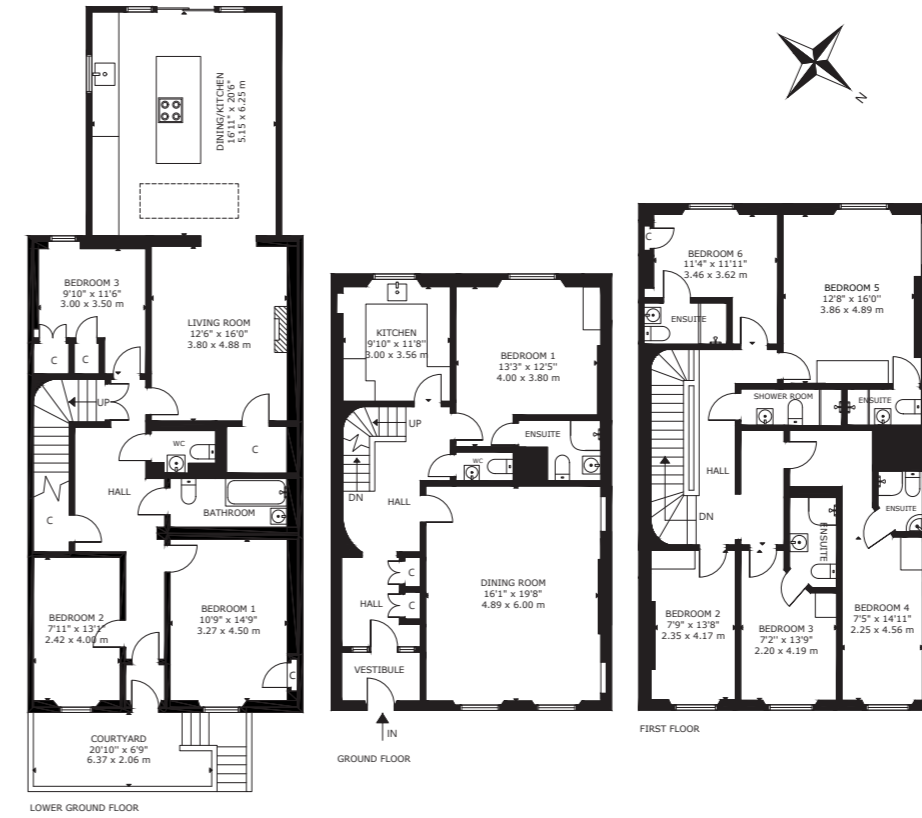 DINING/KITCHEN
16'11" x 20'6"
5.15 x 6.25 m
BEDROOM 3
9'10" x 11'6"
3.00 x 3.50 m
C
C
LIVING ROOM
12'6" x 16'0"
3.80 x 4.88 m
UP
WC
C
HALL
BATHROOM
C
BEDROOM 2
7'11" x 13'1"
2.42 x 4.00 m
BEDROOM 1
10'9" x 14'9"
3.27 x 4.50 m
C
COURTYARD
20'10" x 6'9"
6.37 x 2.06 m
LOWER GROUND FLOOR
KITCHEN
9'10" x 11'8"
3.00 x 3.56 m
BEDROOM 1
13'3" x 12'5"
4.00 x 3.80 m
UP
ENSUITE
WC
DN
HALL
DINING ROOM
16'1" x 19'8"
4.89 x 6.00 m
C
C
HALL
VESTIBULE
IN
GROUND FLOOR
N
C
BEDROOM 6
11'4" x 11'11"
3.46 x 3.62 m
BEDROOM 5
12'8" x 16'0"
3.86 x 4.89 m
ENSUITE
SHOWER ROOM
ENSUITE
HALL
DN
ENSUITE
ENSUITE
BEDROOM 2
7'9" x 13'8"
2.35 x 4.17 m
BEDROOM 3
7'2" x 13'9"
2.20 x 4.19 m
BEDROOM 4
7'5" x 14'11"
2.25 x 4.56 m
FIRST FLOOR